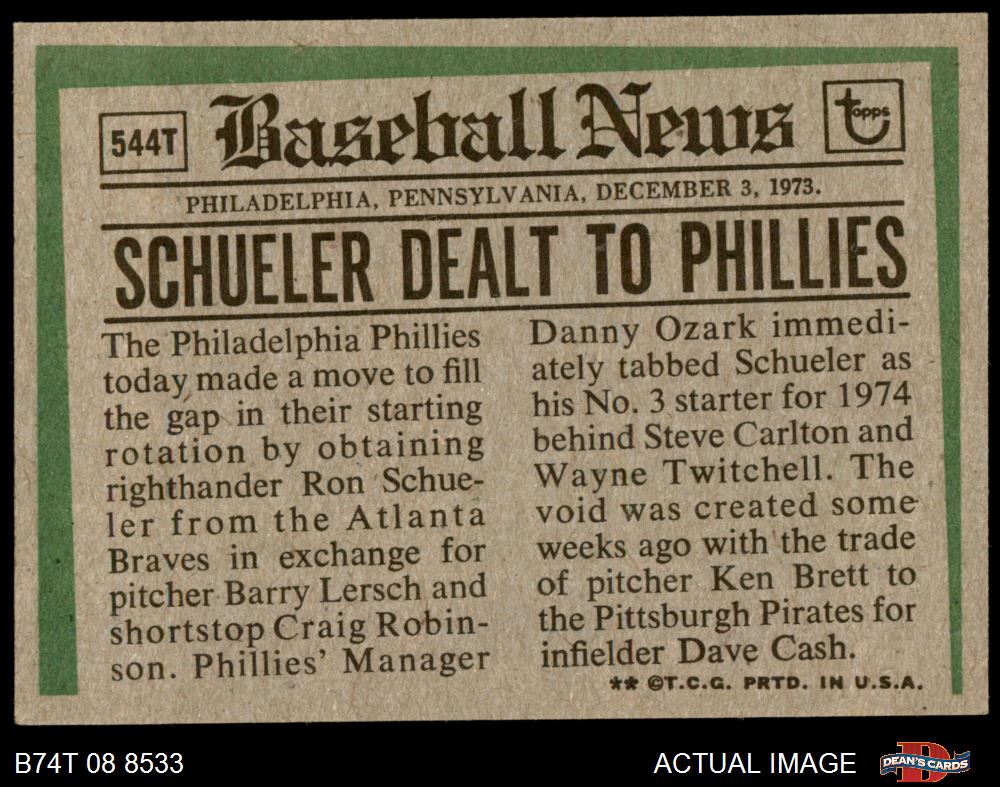 544T
Baseball News
topps
PHILADELPHIA, PENNSYLVANIA, DECEMBER 3, 1973.
SCHUELER DEALT TO PHILLIES
The Philadelphia Phillies
today made a move to fill
the gap in their starting
rotation by obtaining
righthander Ron Schue-
ler from the Atlanta
Braves in exchange for
pitcher Barry Lersch and
shortstop Craig Robin-
son. Phillies' Manager
Danny Ozark immedi-
ately tabbed Schueler as
his No. 3 starter for 1974
behind Steve Carlton and
Wayne Twitchell. The
void was created some
weeks ago with the trade
of pitcher Ken Brett to
the Pittsburgh Pirates for
infielder Dave Cash.
** ©T.C.G. PRTD. IN U.S.A.
B74T 08 8533
ACTUAL IMAGE
DEAN'S CARDS